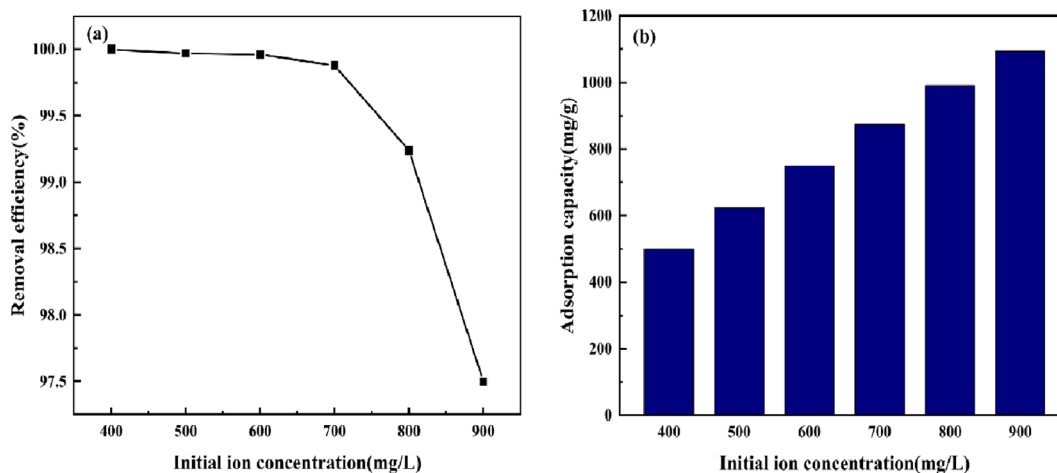 (a)
100.0
99.5
99.0
98.5
98.0
97.5
Removal efficiency(%)
400 500 600 700 800 900
Initial ion concentration(mg/L)
(b)
1200
1000
800
600
400
200
0
Adsorption capacity(mg/g)
400 500 600 700 800 900
Initial ion concentration(mg/L)